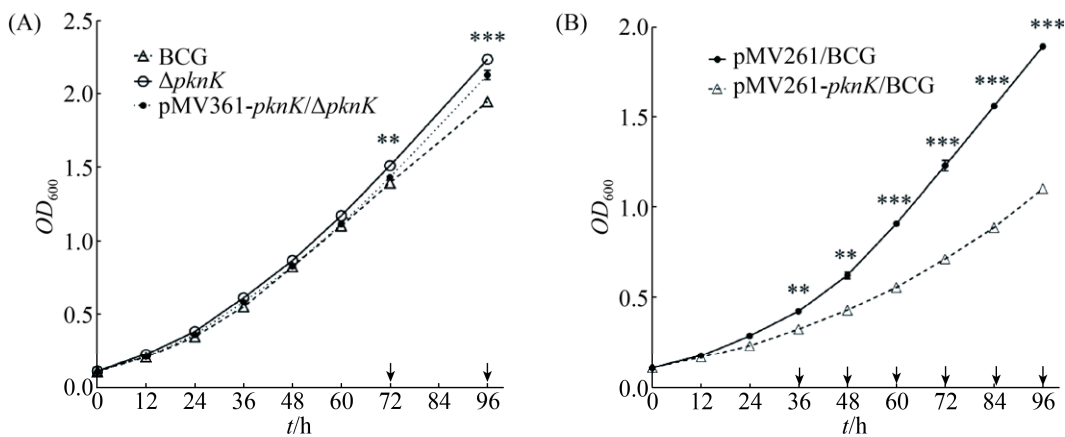 (A)
2.5
2.0
1.5
1.0
0.5
0.0
OD600
BCG
ΔpknK
pMV361-pknK/ΔpknK
**
***
0 12 24 36 48 60 72 84 96
t/h
(B)
2.0
1.5
1.0
0.5
0.0
OD600
pMV261/BCG
pMV261-pknK/BCG
**
**
***
***
***
***
0 12 24 36 48 60 72 84 96
t/h